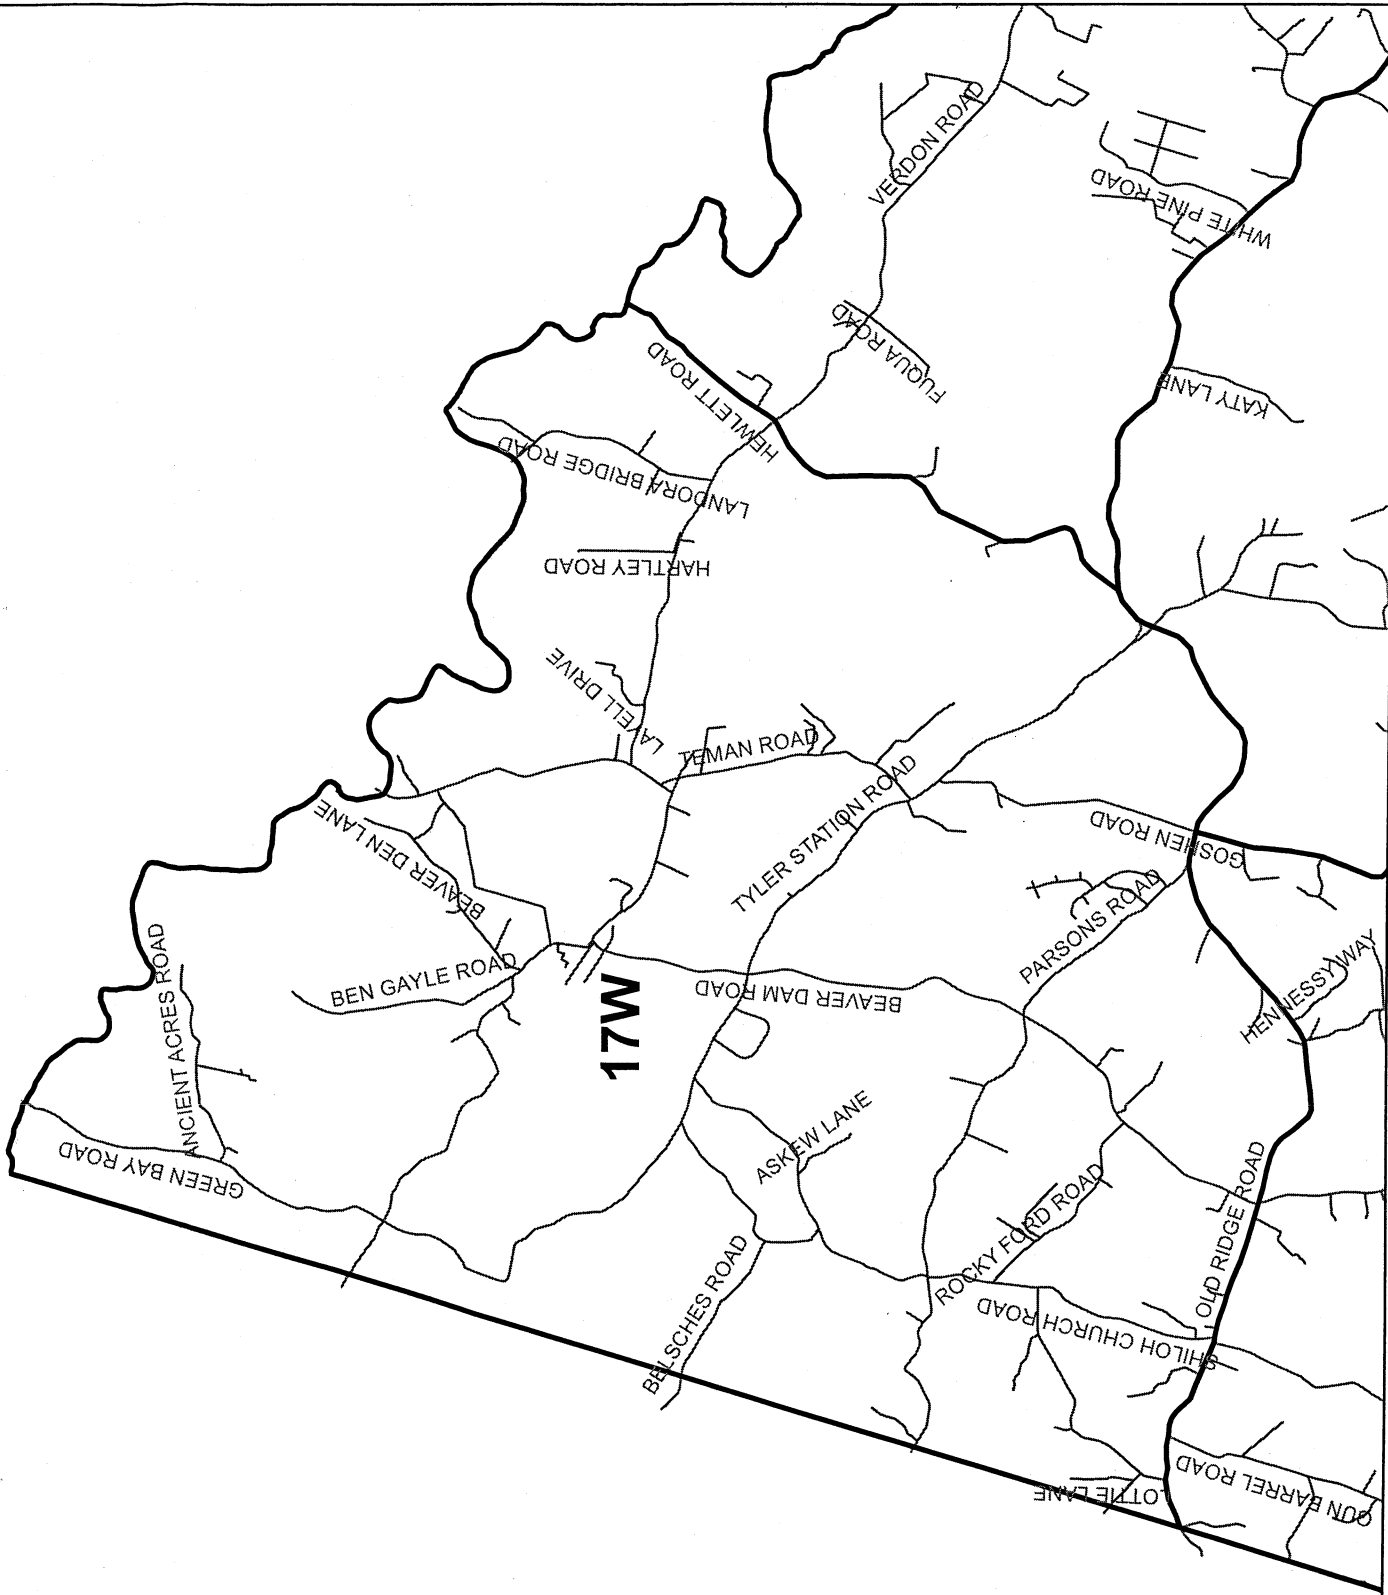 VERDON ROAD
WHITE PINE ROAD
FUQUA ROAD
HEWLETT ROAD
KATY LANE
LANDORA BRIDGE ROAD
HARTLEY ROAD
LAYELL DRIVE
TEMAN ROAD
TYLER STATION ROAD
GOSHEN ROAD
BEAVER DEN LANE
BEN GAYLE ROAD
ANCIENT ACRES ROAD
17W
BEAVER DAM ROAD
PARSONS ROAD
HENNESSY WAY
GREEN BAY ROAD
ASKEW LANE
ROCKY FORD ROAD
OLD RIDGE ROAD
BELSCHES ROAD
SHILOH CHURCH ROAD
LOTTIE LANE
GUN BARREL ROAD